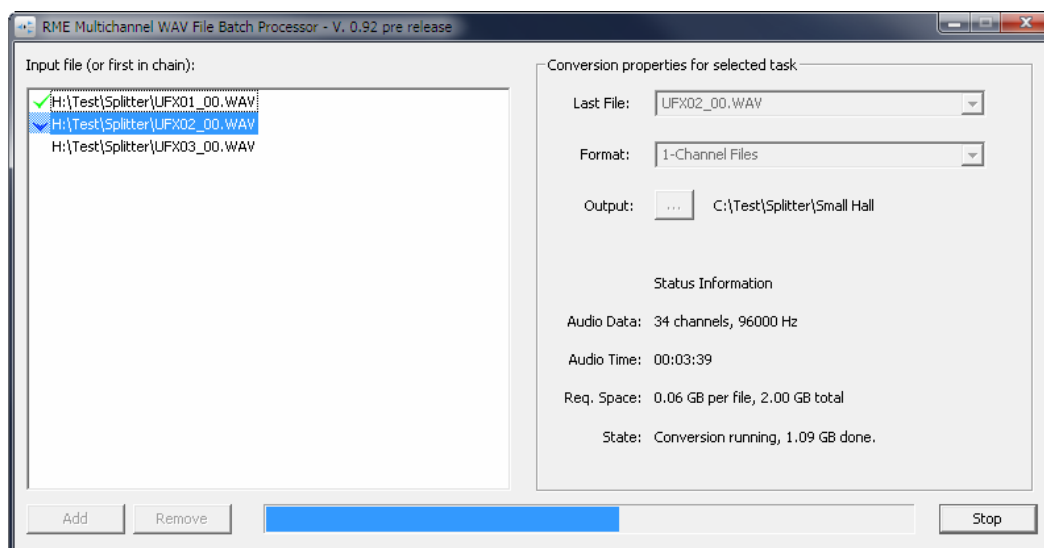 RME Multichannel WAV File Batch Processor - V. 0.92 pre release
Input file (or first in chain):
H:\Test\Splitter\UFX01_00.WAV
H:\Test\Splitter\UFX02_00.WAV
H:\Test\Splitter\UFX03_00.WAV
Conversion properties for selected task
Last File: UFX02_00.WAV
Format: 1-Channel Files
Output: ... C:\Test\Splitter\Small Hall
Status Information
Audio Data: 34 channels, 96000 Hz
Audio Time: 00:03:39
Req. Space: 0.06 GB per file, 2.00 GB total
State: Conversion running, 1.09 GB done.
Add Remove Stop